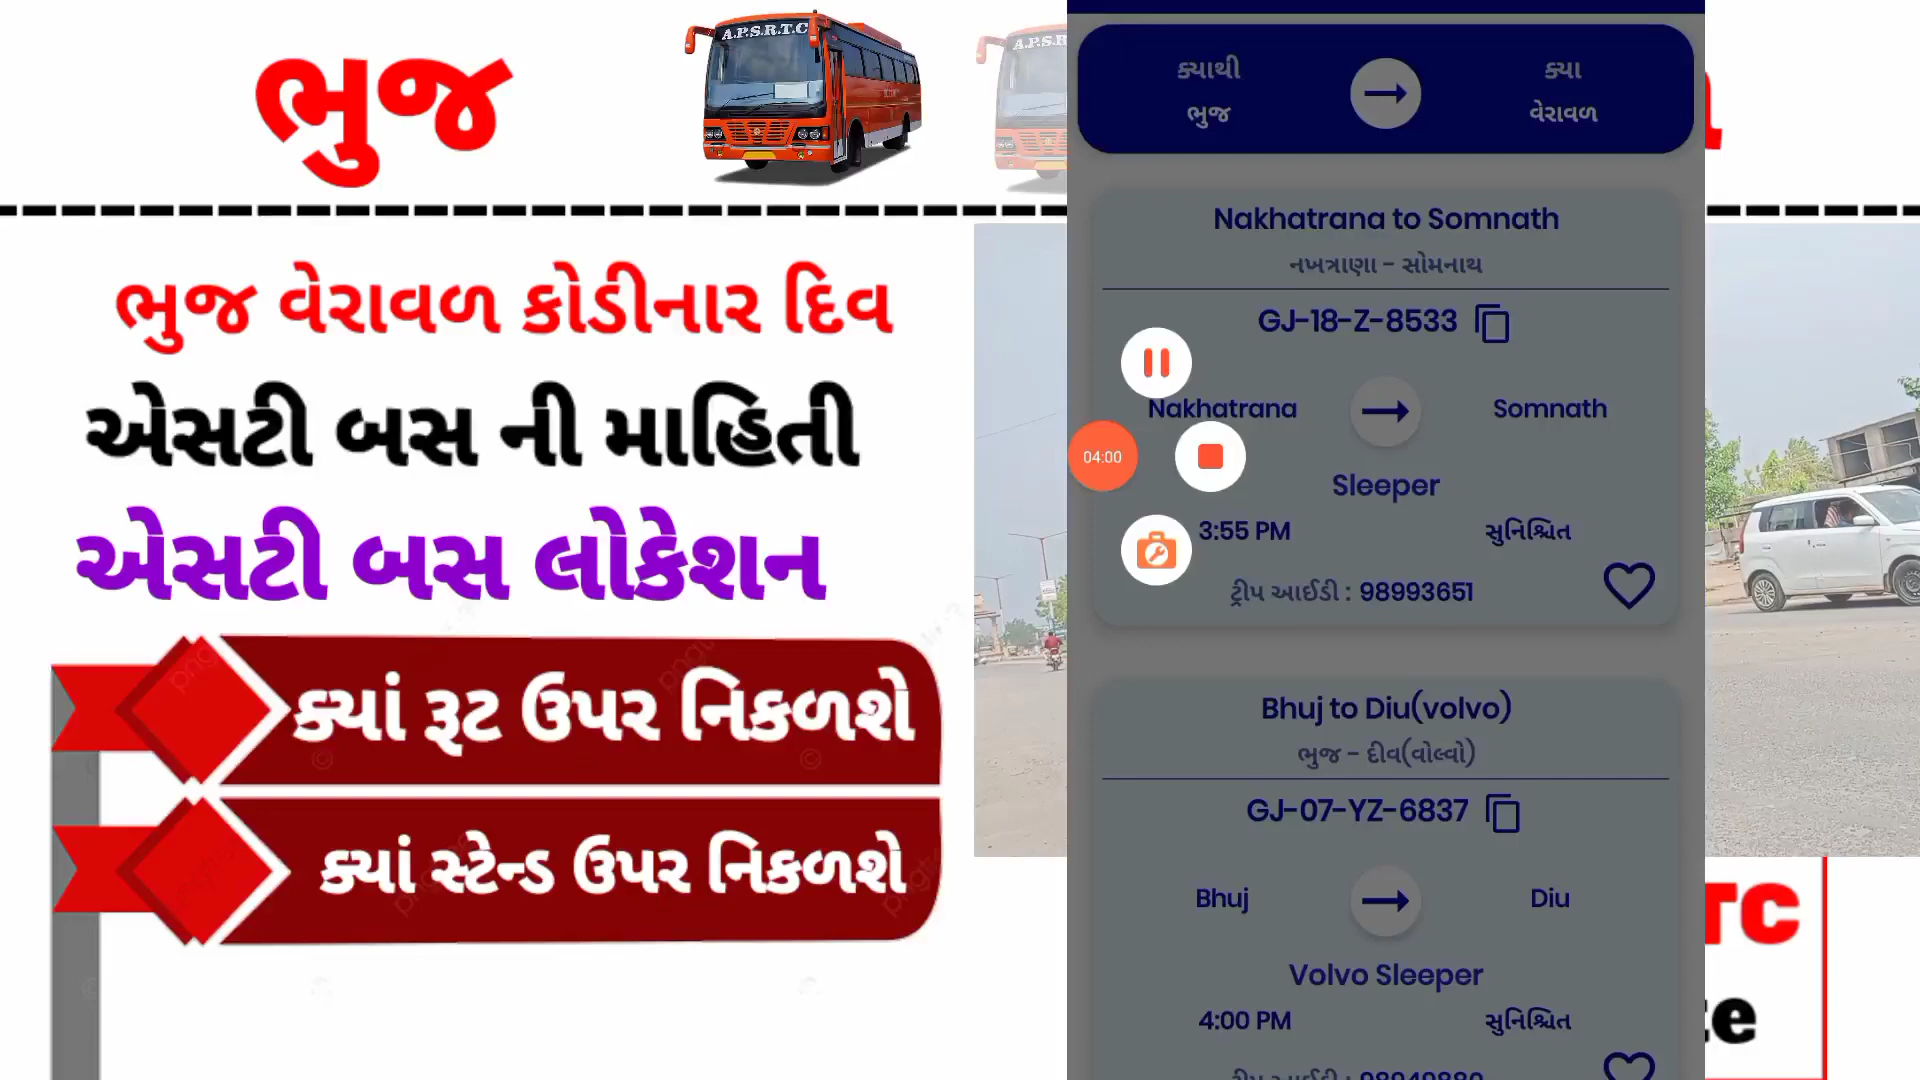 ભુજ
A.P.S.R.T.C
ભુજ વેરાવળ કોડીનાર દિવ
એસટી બસ ની માહિતી
એસટી બસ લોકેશન
ક્યાં રૂટ ઉપર નિકળશે
ક્યાં સ્ટેન્ડ ઉપર નિકળશે
ક્યાથી
ક્યા
ભુજ
વેરાવળ
Nakhatrana to Somnath
નખત્રાણા - સોમનાથ
GJ-18-Z-8533
Nakhatrana
Somnath
04:00
Sleeper
3:55 PM
સુનિશ્ચિત
ટ્રીપ આઈડી : 98993651
Bhuj to Diu(volvo)
ભુજ - દીવ(વોલ્વો)
GJ-07-YZ-6837
Bhuj
Diu
Volvo Sleeper
4:00 PM
સુનિશ્ચિત
TC